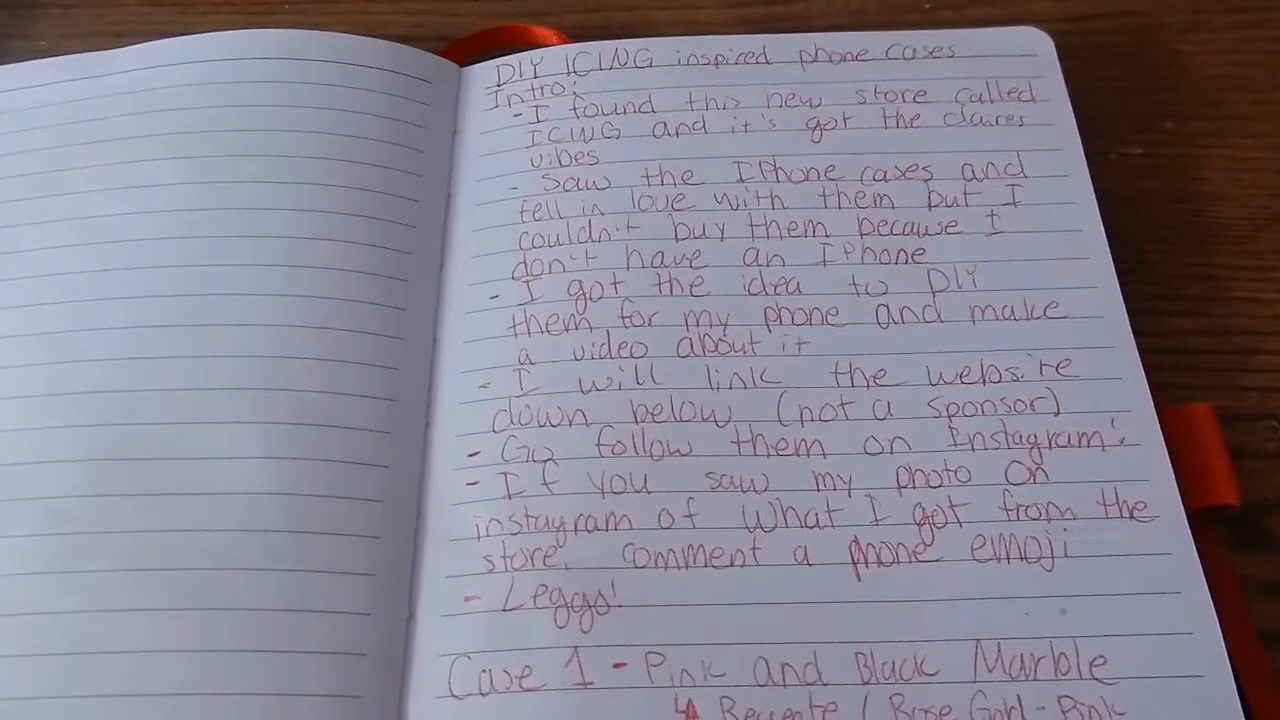 DIY ICING inspired phone cases
Intro:
- I found this new store called
ICING and it's got the claires
vibes
- Saw the IPhone cases and
fell in love with them but I
couldn't buy them because I
don't have an IPhone
- I got the idea to DIY
them for my phone and make
a video about it
- I will link the website
down below (not a sponsor)
- Go follow them on Instagram!
- If you saw my photo on
instagram of what I got from the
store, comment a phone emoji
- Leggo!
Case 1 - Pink and Black Marble
/ Rose Gold - Pink